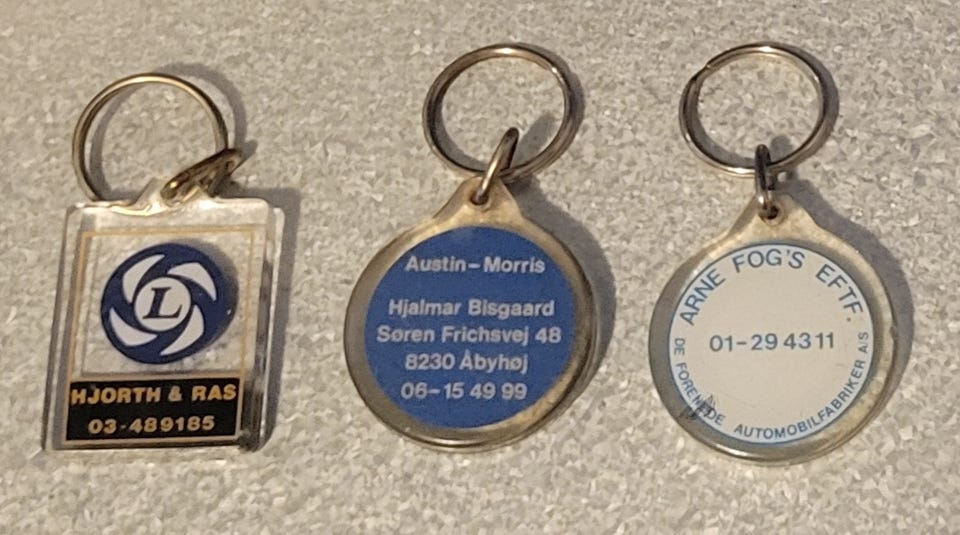 L
HJORTH & RAS
03-489185
Austin-Morris
Hjalmar Bisgaard
Søren Frichsvej 48
8230 Åbyhøj
06-15 49 99
ARNE FOG'S EFTF.
01-29 43 11
DE FORENEDE AUTOMOBILFABRIKER A/S